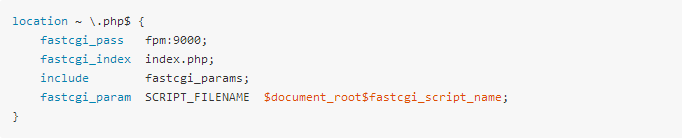 location ~ \.php$ {
    fastcgi_pass   fpm:9000;
    fastcgi_index  index.php;
    include        fastcgi_params;
    fastcgi_param  SCRIPT_FILENAME  $document_root$fastcgi_script_name;
}